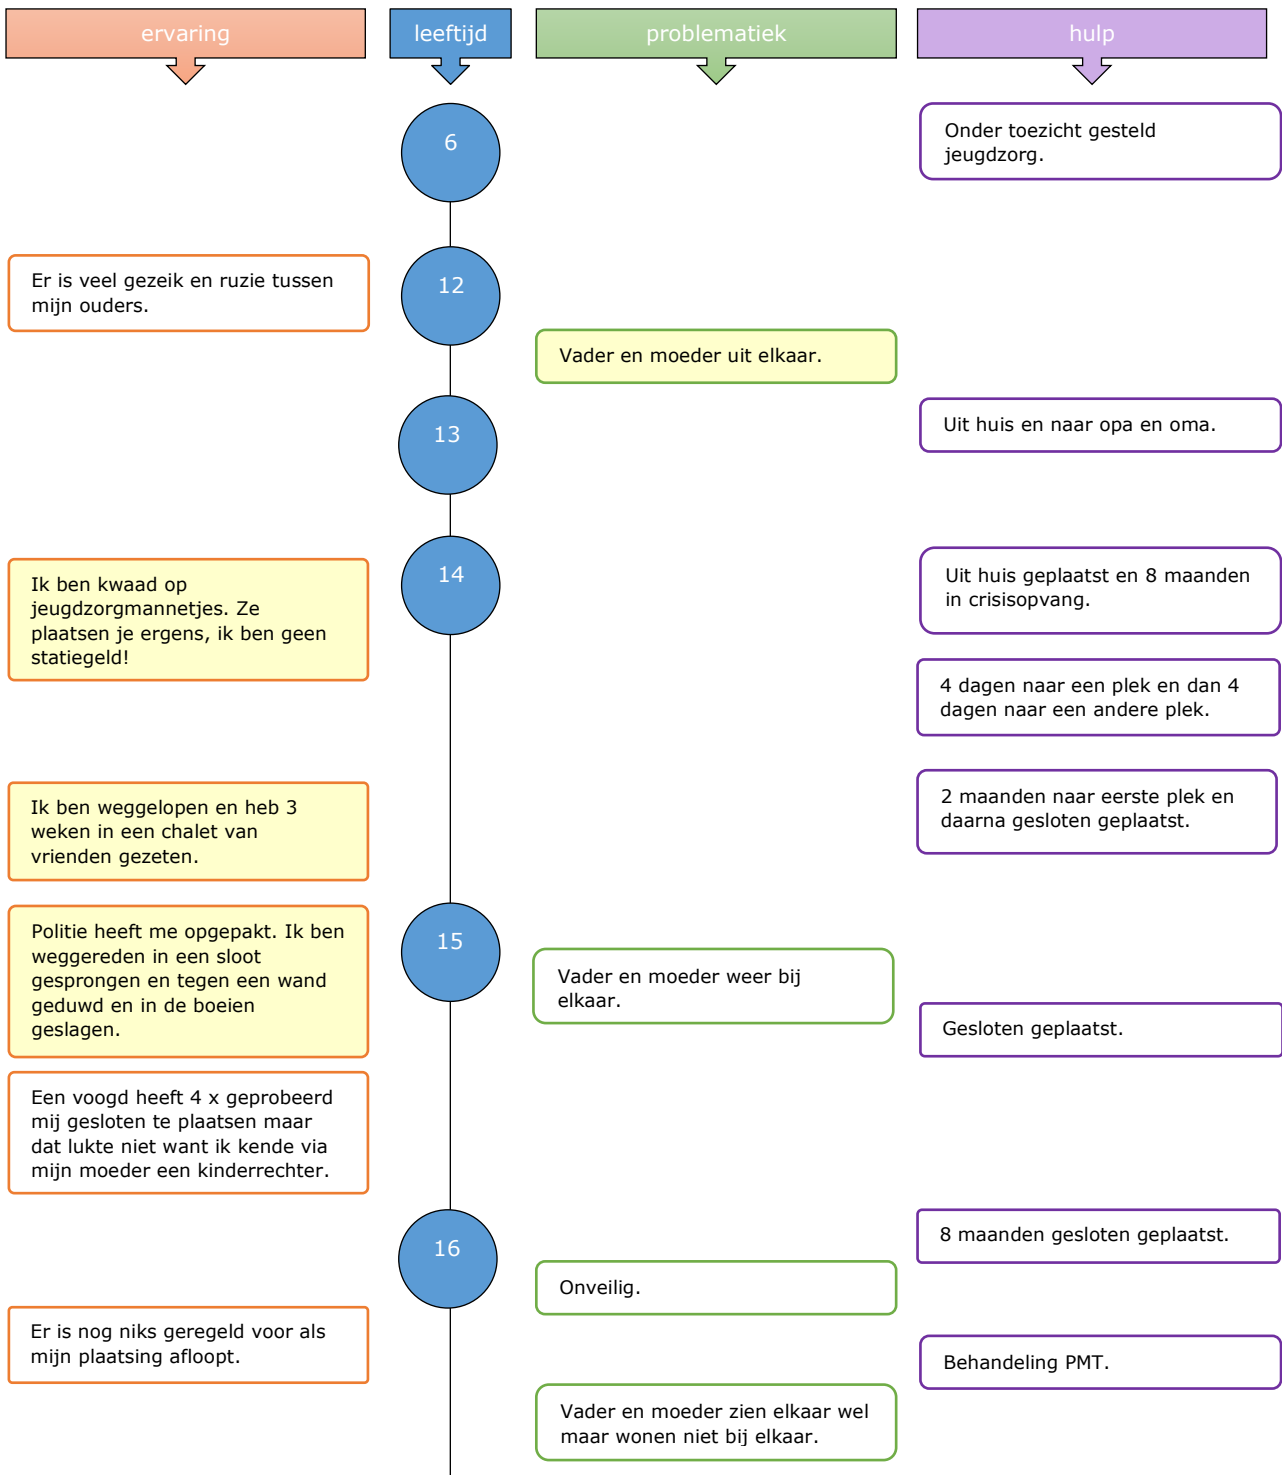 ervaring
leeftijd
problematiek
hulp
6
Onder toezicht gesteld
jeugdzorg.
Er is veel gezeik en ruzie tussen
mijn ouders.
12
Vader en moeder uit elkaar.
13
Uit huis en naar opa en oma.
14
Ik ben kwaad op
jeugdzorgmannetjes. Ze
plaatsen je ergens, ik ben geen
statiegeld!
Uit huis geplaatst en 8 maanden
in crisisopvang.
4 dagen naar een plek en dan 4
dagen naar een andere plek.
Ik ben weggelopen en heb 3
weken in een chalet van
vrienden gezeten.
2 maanden naar eerste plek en
daarna gesloten geplaatst.
Politie heeft me opgepakt. Ik ben
weggereden in een sloot
gesprongen en tegen een wand
geduwd en in de boeien
geslagen.
15
Vader en moeder weer bij
elkaar.
Gesloten geplaatst.
Een voogd heeft 4 x geprobeerd
mij gesloten te plaatsen maar
dat lukte niet want ik kende via
mijn moeder een kinderrechter.
16
8 maanden gesloten geplaatst.
Onveilig.
Er is nog niks geregeld voor als
mijn plaatsing afloopt.
Behandeling PMT.
Vader en moeder zien elkaar wel
maar wonen niet bij elkaar.